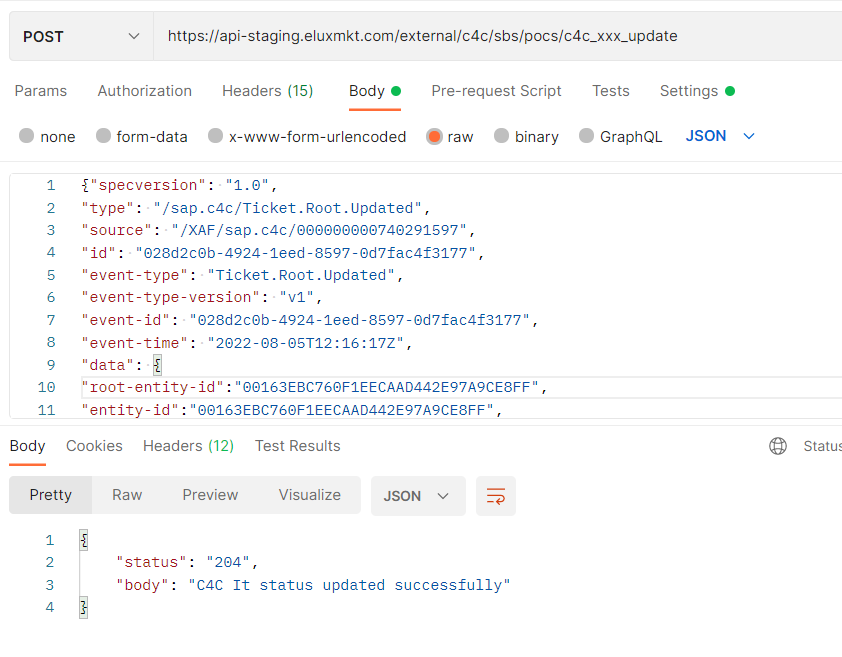 POST https://api-staging.eluxmkt.com/external/c4c/sbs/pocs/c4c_xxx_update
Params Authorization Headers (15) Body Pre-request Script Tests Settings
none form-data x-www-form-urlencoded raw binary GraphQL JSON
1 {"specversion": "1.0",
2 "type": "/sap.c4c/Ticket.Root.Updated",
3 "source": "/XAF/sap.c4c/000000000740291597",
4 "id": "028d2c0b-4924-1eed-8597-0d7fac4f3177",
5 "event-type": "Ticket.Root.Updated",
6 "event-type-version": "v1",
7 "event-id": "028d2c0b-4924-1eed-8597-0d7fac4f3177",
8 "event-time": "2022-08-05T12:16:17Z",
9 "data": {
10 "root-entity-id":"00163EBC760F1EECAAD442E97A9CE8FF",
11 "entity-id":"00163EBC760F1EECAAD442E97A9CE8FF",
Body Cookies Headers (12) Test Results Status
Pretty Raw Preview Visualize JSON
1 {
2 "status": "204",
3 "body": "C4C It status updated successfully"
4 }